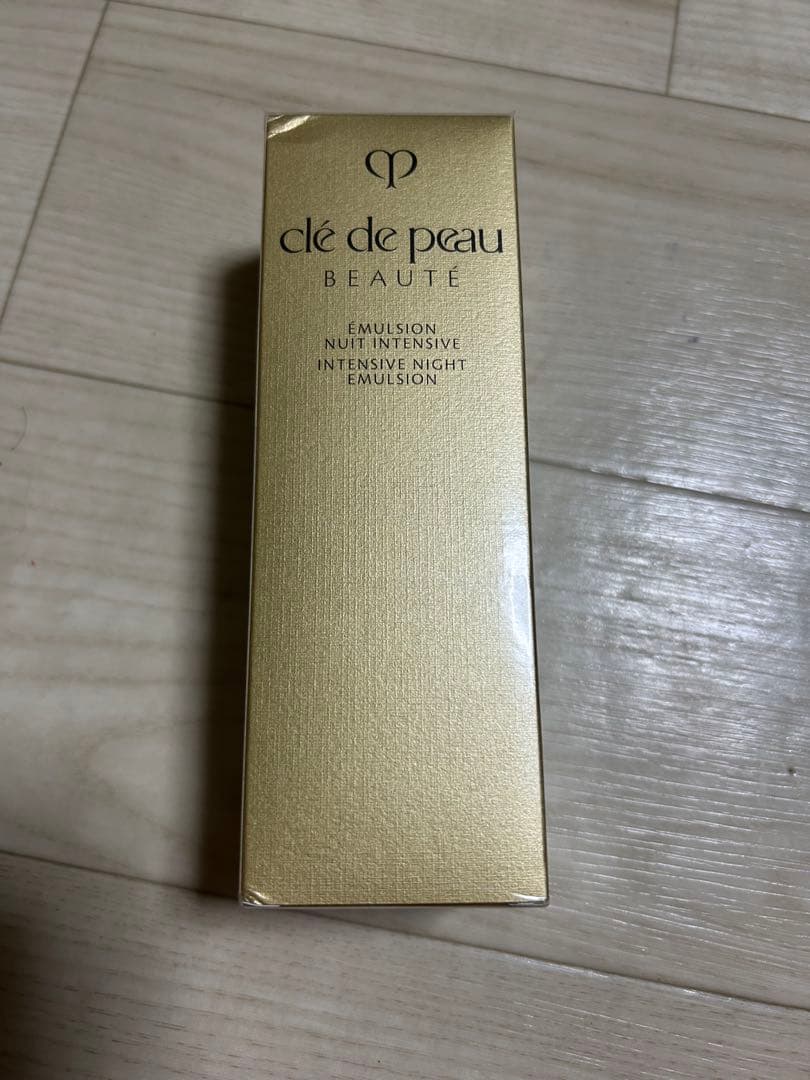 clé de peau
BEAUTÉ
ÉMULSION
NUIT INTENSIVE
INTENSIVE NIGHT
EMULSION